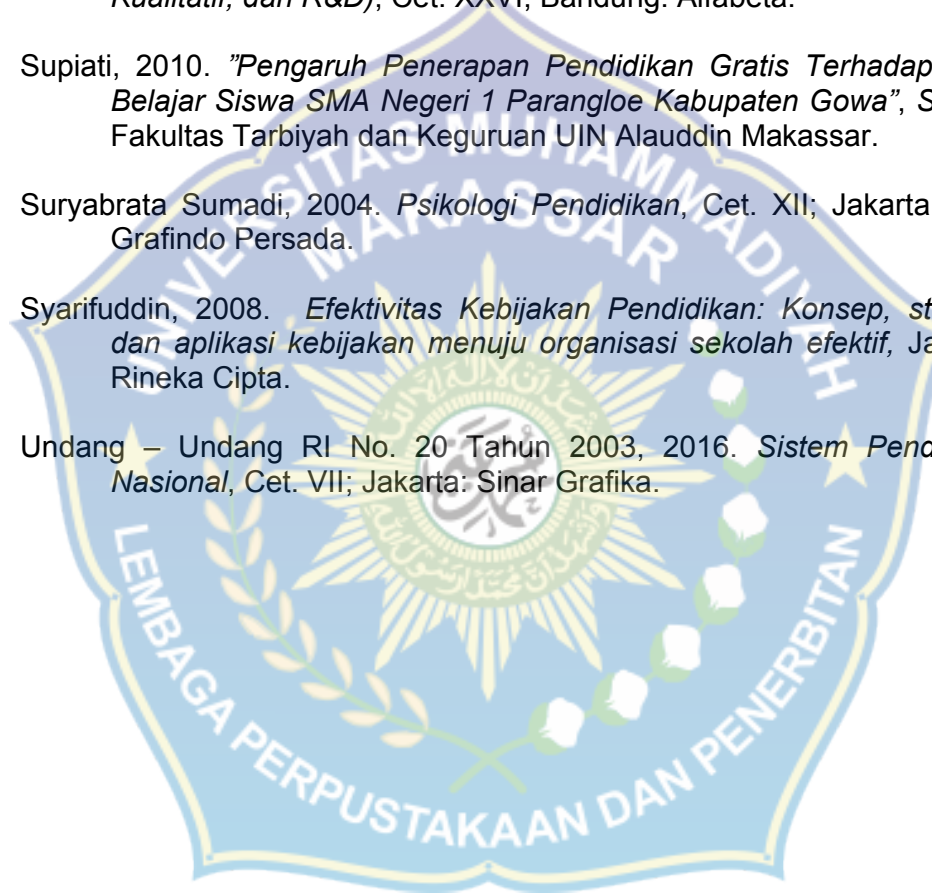 Kualitatif, dan R&D), Cet. XXVI; Bandung: Alfabeta.
Supiati, 2010. ”Pengaruh Penerapan Pendidikan Gratis Terhadap
Belajar Siswa SMA Negeri 1 Parangloe Kabupaten Gowa”, S
Fakultas Tarbiyah dan Keguruan UIN Alauddin Makassar.
Suryabrata Sumadi, 2004. Psikologi Pendidikan, Cet. XII; Jakarta
Grafindo Persada.
Syarifuddin, 2008. Efektivitas Kebijakan Pendidikan: Konsep, st
dan aplikasi kebijakan menuju organisasi sekolah efektif, Ja
Rineka Cipta.
Undang – Undang RI No. 20 Tahun 2003, 2016. Sistem Pend
Nasional, Cet. VII; Jakarta: Sinar Grafika.
UNIVERSITAS MUHAMMADIYAH
MAKASSAR
LEMBAGA PERPUSTAKAAN DAN PENERBITAN